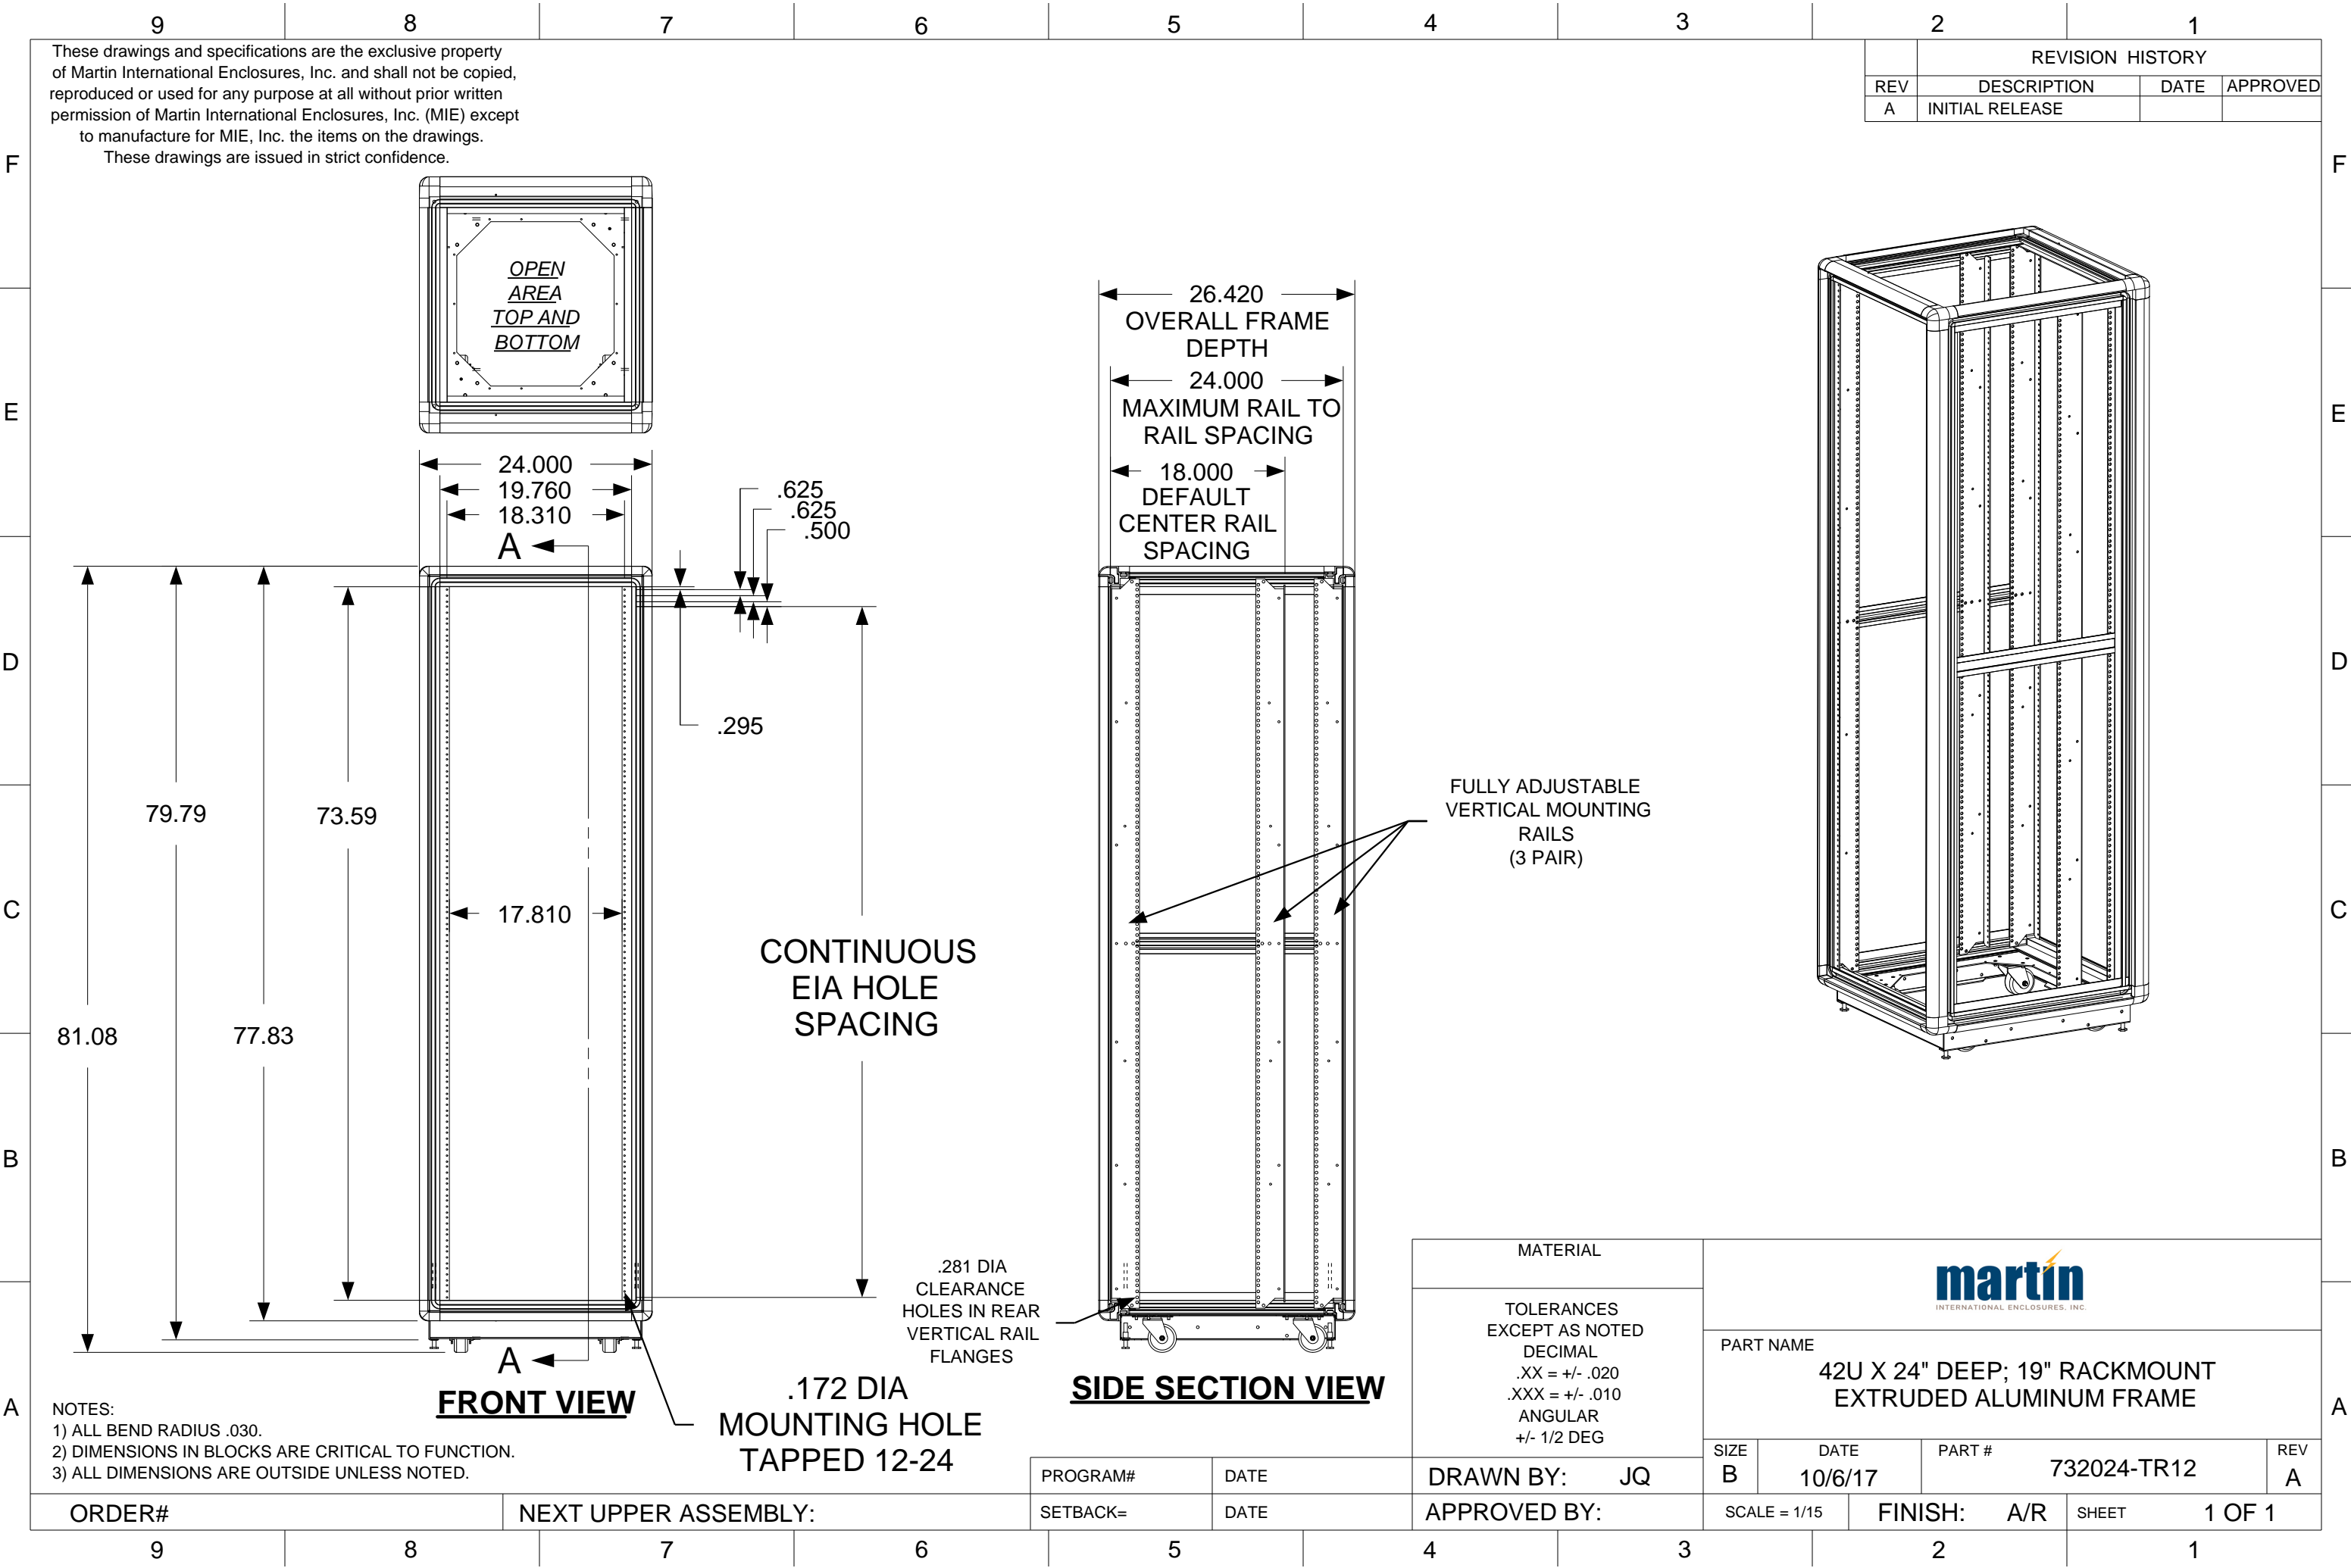 9 8 7 6 5 4 3 2 1
These drawings and specifications are the exclusive property
of Martin International Enclosures, Inc. and shall not be copied,
reproduced or used for any purpose at all without prior written
permission of Martin International Enclosures, Inc. (MIE) except
to manufacture for MIE, Inc. the items on the drawings.
These drawings are issued in strict confidence.
REVISION HISTORY
REV DESCRIPTION DATE APPROVED
A INITIAL RELEASE
F F
OPEN
AREA
TOP AND
BOTTOM
E E
26.420
OVERALL FRAME
DEPTH
24.000
MAXIMUM RAIL TO
RAIL SPACING
18.000
DEFAULT
CENTER RAIL
SPACING
24.000
19.760
18.310
A
.625
.625
.500
.295
D D
79.79
73.59
81.08
77.83
17.810
CONTINUOUS
EIA HOLE
SPACING
FULLY ADJUSTABLE
VERTICAL MOUNTING
RAILS
(3 PAIR)
C C
B B
.281 DIA
CLEARANCE
HOLES IN REAR
VERTICAL RAIL
FLANGES
A
FRONT VIEW
.172 DIA
MOUNTING HOLE
TAPPED 12-24
SIDE SECTION VIEW
A A
NOTES:
1) ALL BEND RADIUS .030.
2) DIMENSIONS IN BLOCKS ARE CRITICAL TO FUNCTION.
3) ALL DIMENSIONS ARE OUTSIDE UNLESS NOTED.
MATERIAL
TOLERANCES
EXCEPT AS NOTED
DECIMAL
.XX = +/- .020
.XXX = +/- .010
ANGULAR
+/- 1/2 DEG
martin
INTERNATIONAL ENCLOSURES, INC.
PART NAME
42U X 24" DEEP; 19" RACKMOUNT
EXTRUDED ALUMINUM FRAME
PROGRAM# DATE
DRAWN BY: JQ
SIZE B
DATE 10/6/17
PART # 732024-TR12
REV A
ORDER#
NEXT UPPER ASSEMBLY:
SETBACK= DATE
APPROVED BY:
SCALE = 1/15
FINISH: A/R
SHEET 1 OF 1
9 8 7 6 5 4 3 2 1